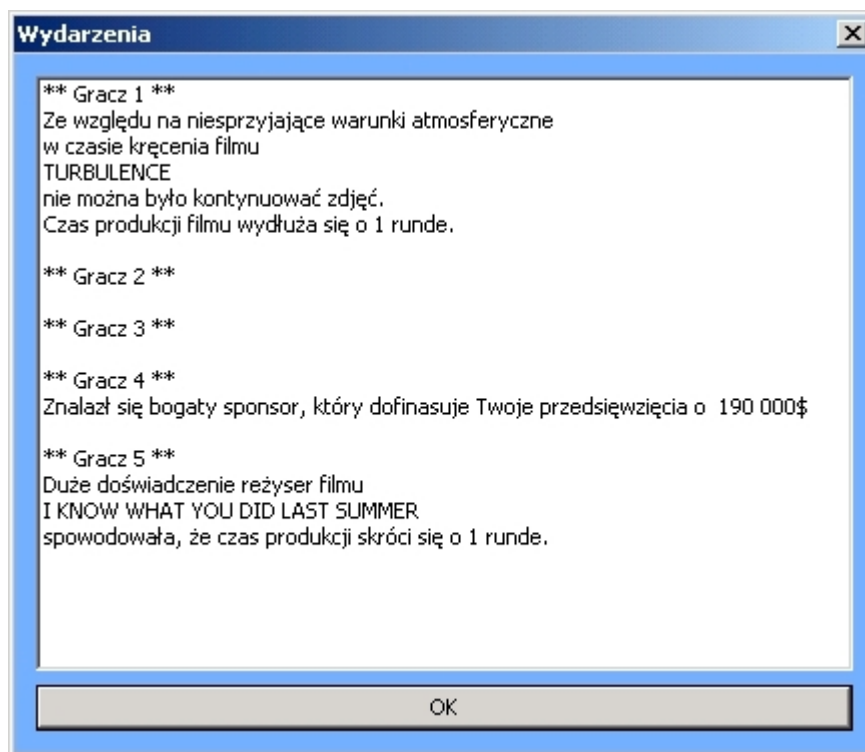 Wydarzenia
** Gracz 1 **
Ze względu na niesprzyjające warunki atmosferyczne
w czasie kręcenia filmu
TURBULENCE
nie można było kontynuować zdjęć.
Czas produkcji filmu wydłuża się o 1 runde.
** Gracz 2 **
** Gracz 3 **
** Gracz 4 **
Znalazł się bogaty sponsor, który dofinasuje Twoje przedsięwzięcia o  190 000$
** Gracz 5 **
Duże doświadczenie reżyser filmu
I KNOW WHAT YOU DID LAST SUMMER
spowodowała, że czas produkcji skróci się o 1 runde.
OK